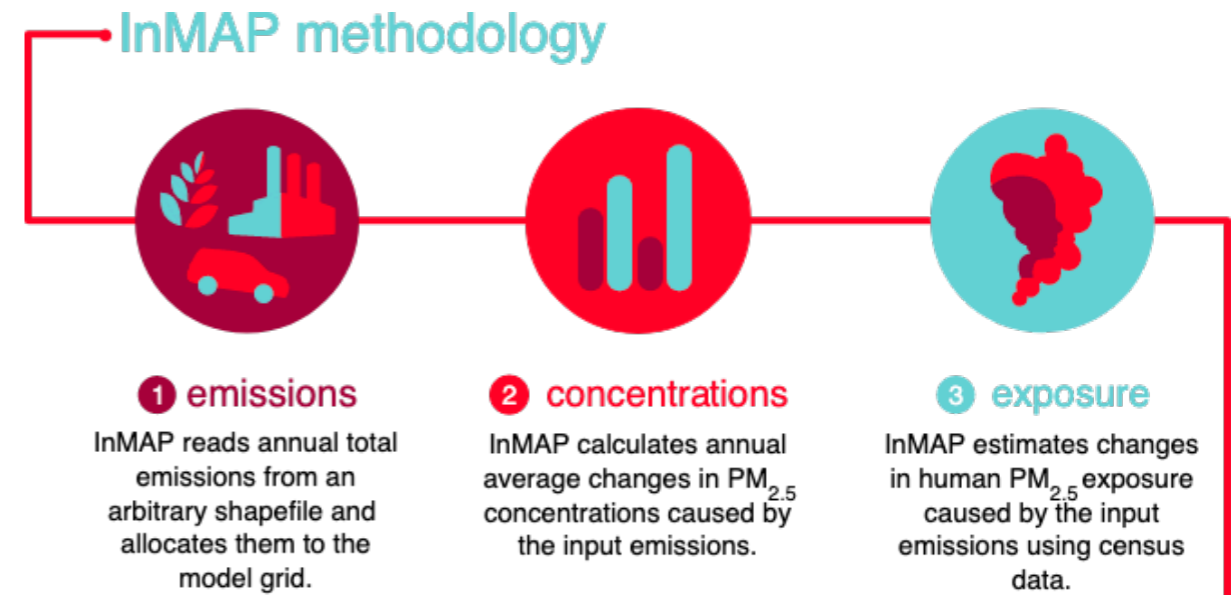 InMAP methodology
1 emissions
InMAP reads annual total
emissions from an
arbitrary shapefile and
allocates them to the
model grid.
2 concentrations
InMAP calculates annual
average changes in PM2.5
concentrations caused by
the input emissions.
3 exposure
InMAP estimates changes
in human PM2.5 exposure
caused by the input
emissions using census
data.